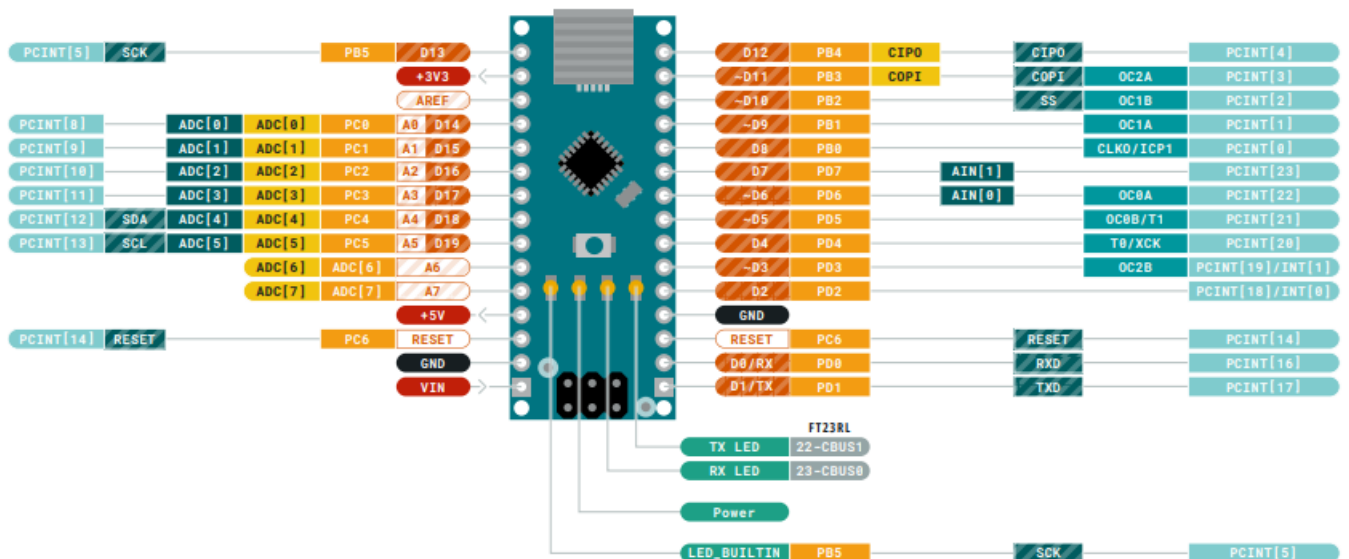 PCINT[5] SCK PB5 D13 D12 PB4 CIPO CIPO PCINT[4]
+3V3 ~D11 PB3 COPI COPI OC2A PCINT[3]
AREF ~D10 PB2 SS OC1B PCINT[2]
PCINT[8] ADC[0] ADC[0] PC0 A0 D14 ~D9 PB1 OC1A PCINT[1]
PCINT[9] ADC[1] ADC[1] PC1 A1 D15 D8 PB0 CLKO/ICP1 PCINT[0]
PCINT[10] ADC[2] ADC[2] PC2 A2 D16 D7 PD7 AIN[1] PCINT[23]
PCINT[11] ADC[3] ADC[3] PC3 A3 D17 ~D6 PD6 AIN[0] OC0A PCINT[22]
PCINT[12] SDA ADC[4] ADC[4] PC4 A4 D18 ~D5 PD5 OC0B/T1 PCINT[21]
PCINT[13] SCL ADC[5] ADC[5] PC5 A5 D19 D4 PD4 T0/XCK PCINT[20]
ADC[6] ADC[6] A6 ~D3 PD3 OC2B PCINT[19]/INT[1]
ADC[7] ADC[7] A7 D2 PD2 PCINT[18]/INT[0]
+5V GND
PCINT[14] RESET PC6 RESET RESET PC6 RESET PCINT[14]
GND D0/RX PD0 RXD PCINT[16]
VIN D1/TX PD1 TXD PCINT[17]
FT23RL
TX LED 22-CBUS1
RX LED 23-CBUS0
Power
LED_BUILTIN PB5 SCK PCINT[5]